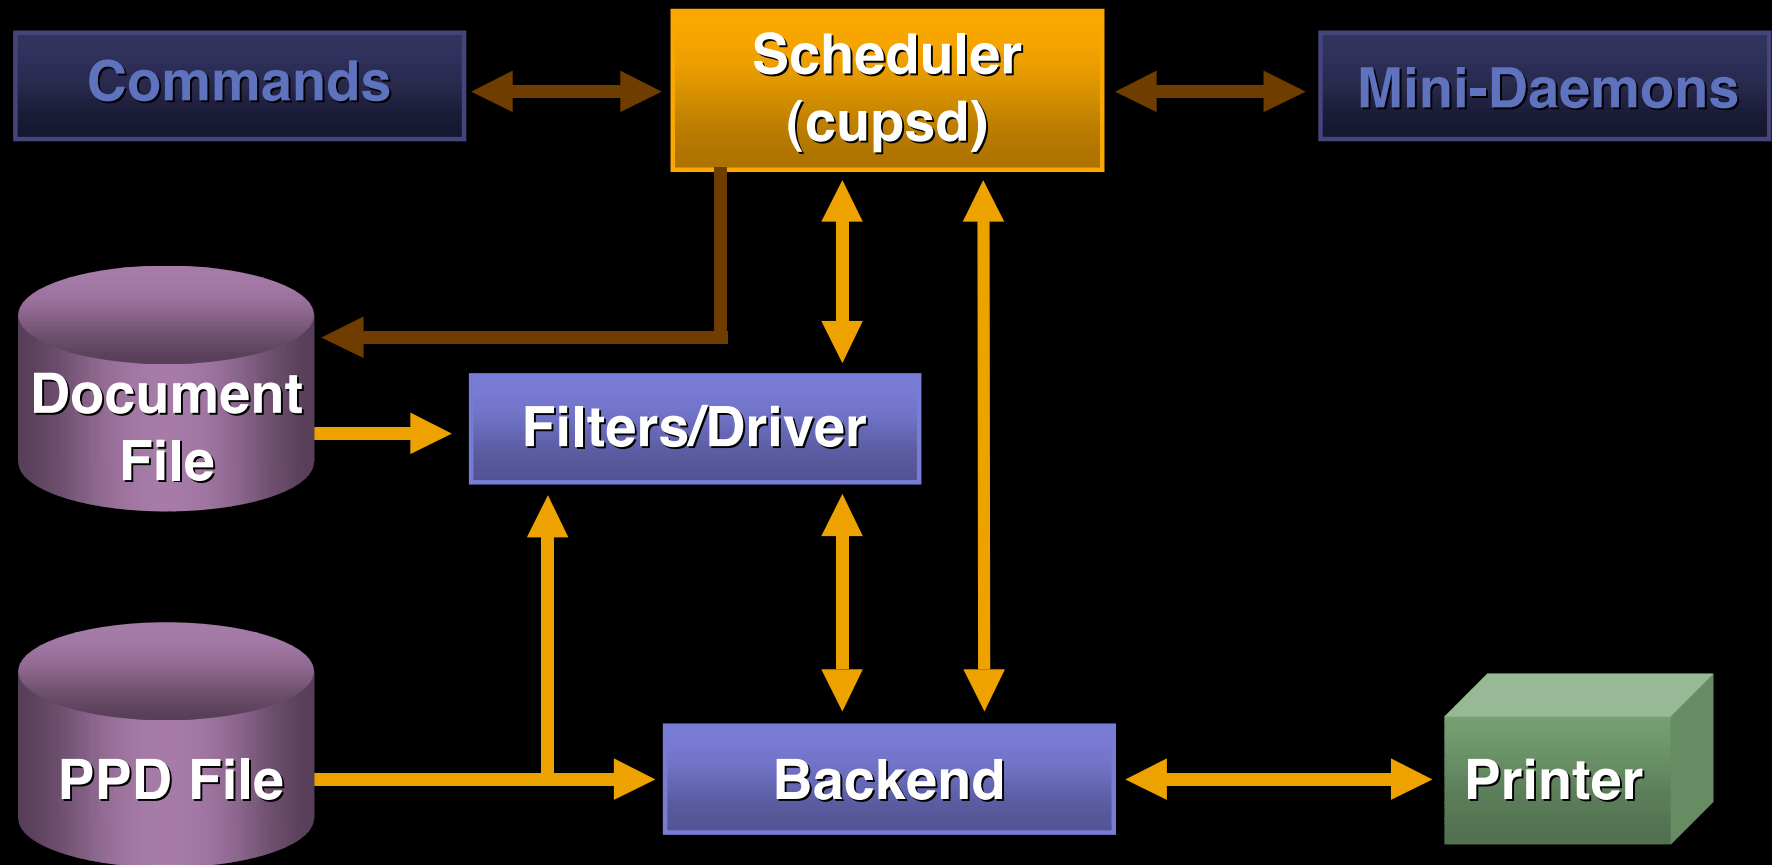 Commands
Scheduler
(cupsd)
Mini-Daemons
Document
File
Filters/Driver
PPD File
Backend
Printer